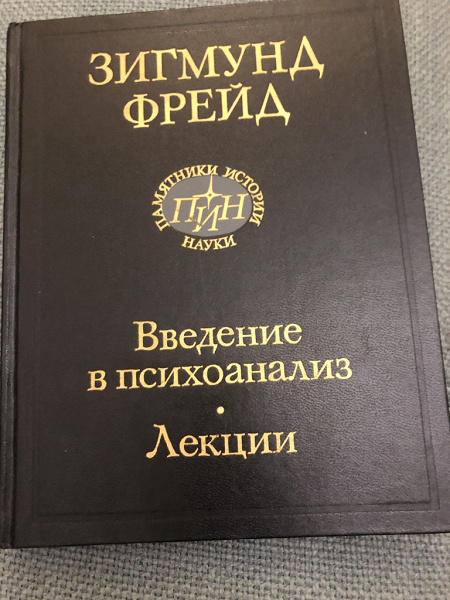 ЗИГМУНД
ФРЕЙД
ПАМЯТНИКИ ИСТОРИИ
ПИН
НАУКИ
Введение
в психоанализ
·
Лекции